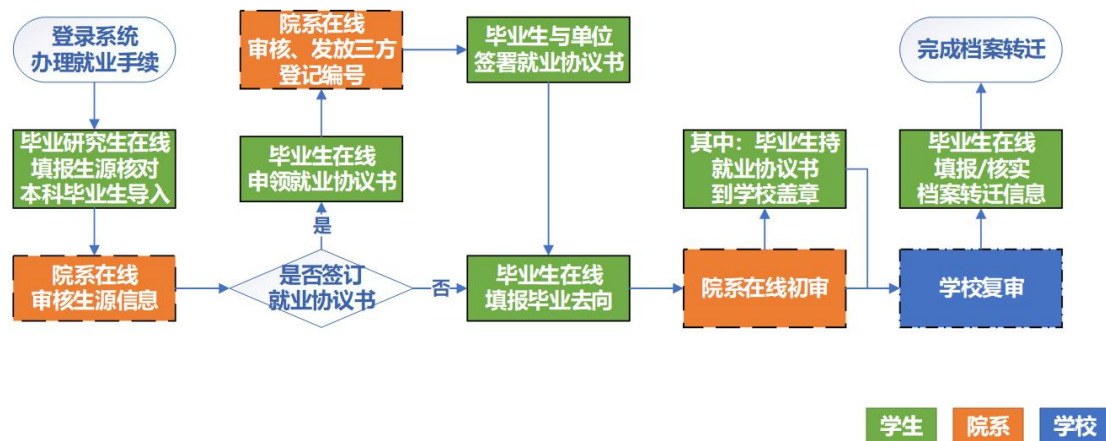 登录系统
办理就业手续
毕业研究生在线
填报生源核对
本科毕业生导入
院系在线
审核生源信息
是否签订
就业协议书
是
毕业生在线
申领就业协议书
院系在线
审核、发放三方
登记编号
毕业生与单位
签署就业协议书
否
毕业生在线
填报毕业去向
院系在线初审
其中：毕业生持
就业协议书
到学校盖章
学校复审
毕业生在线
填报/核实
档案转迁信息
完成档案转迁
学生
院系
学校